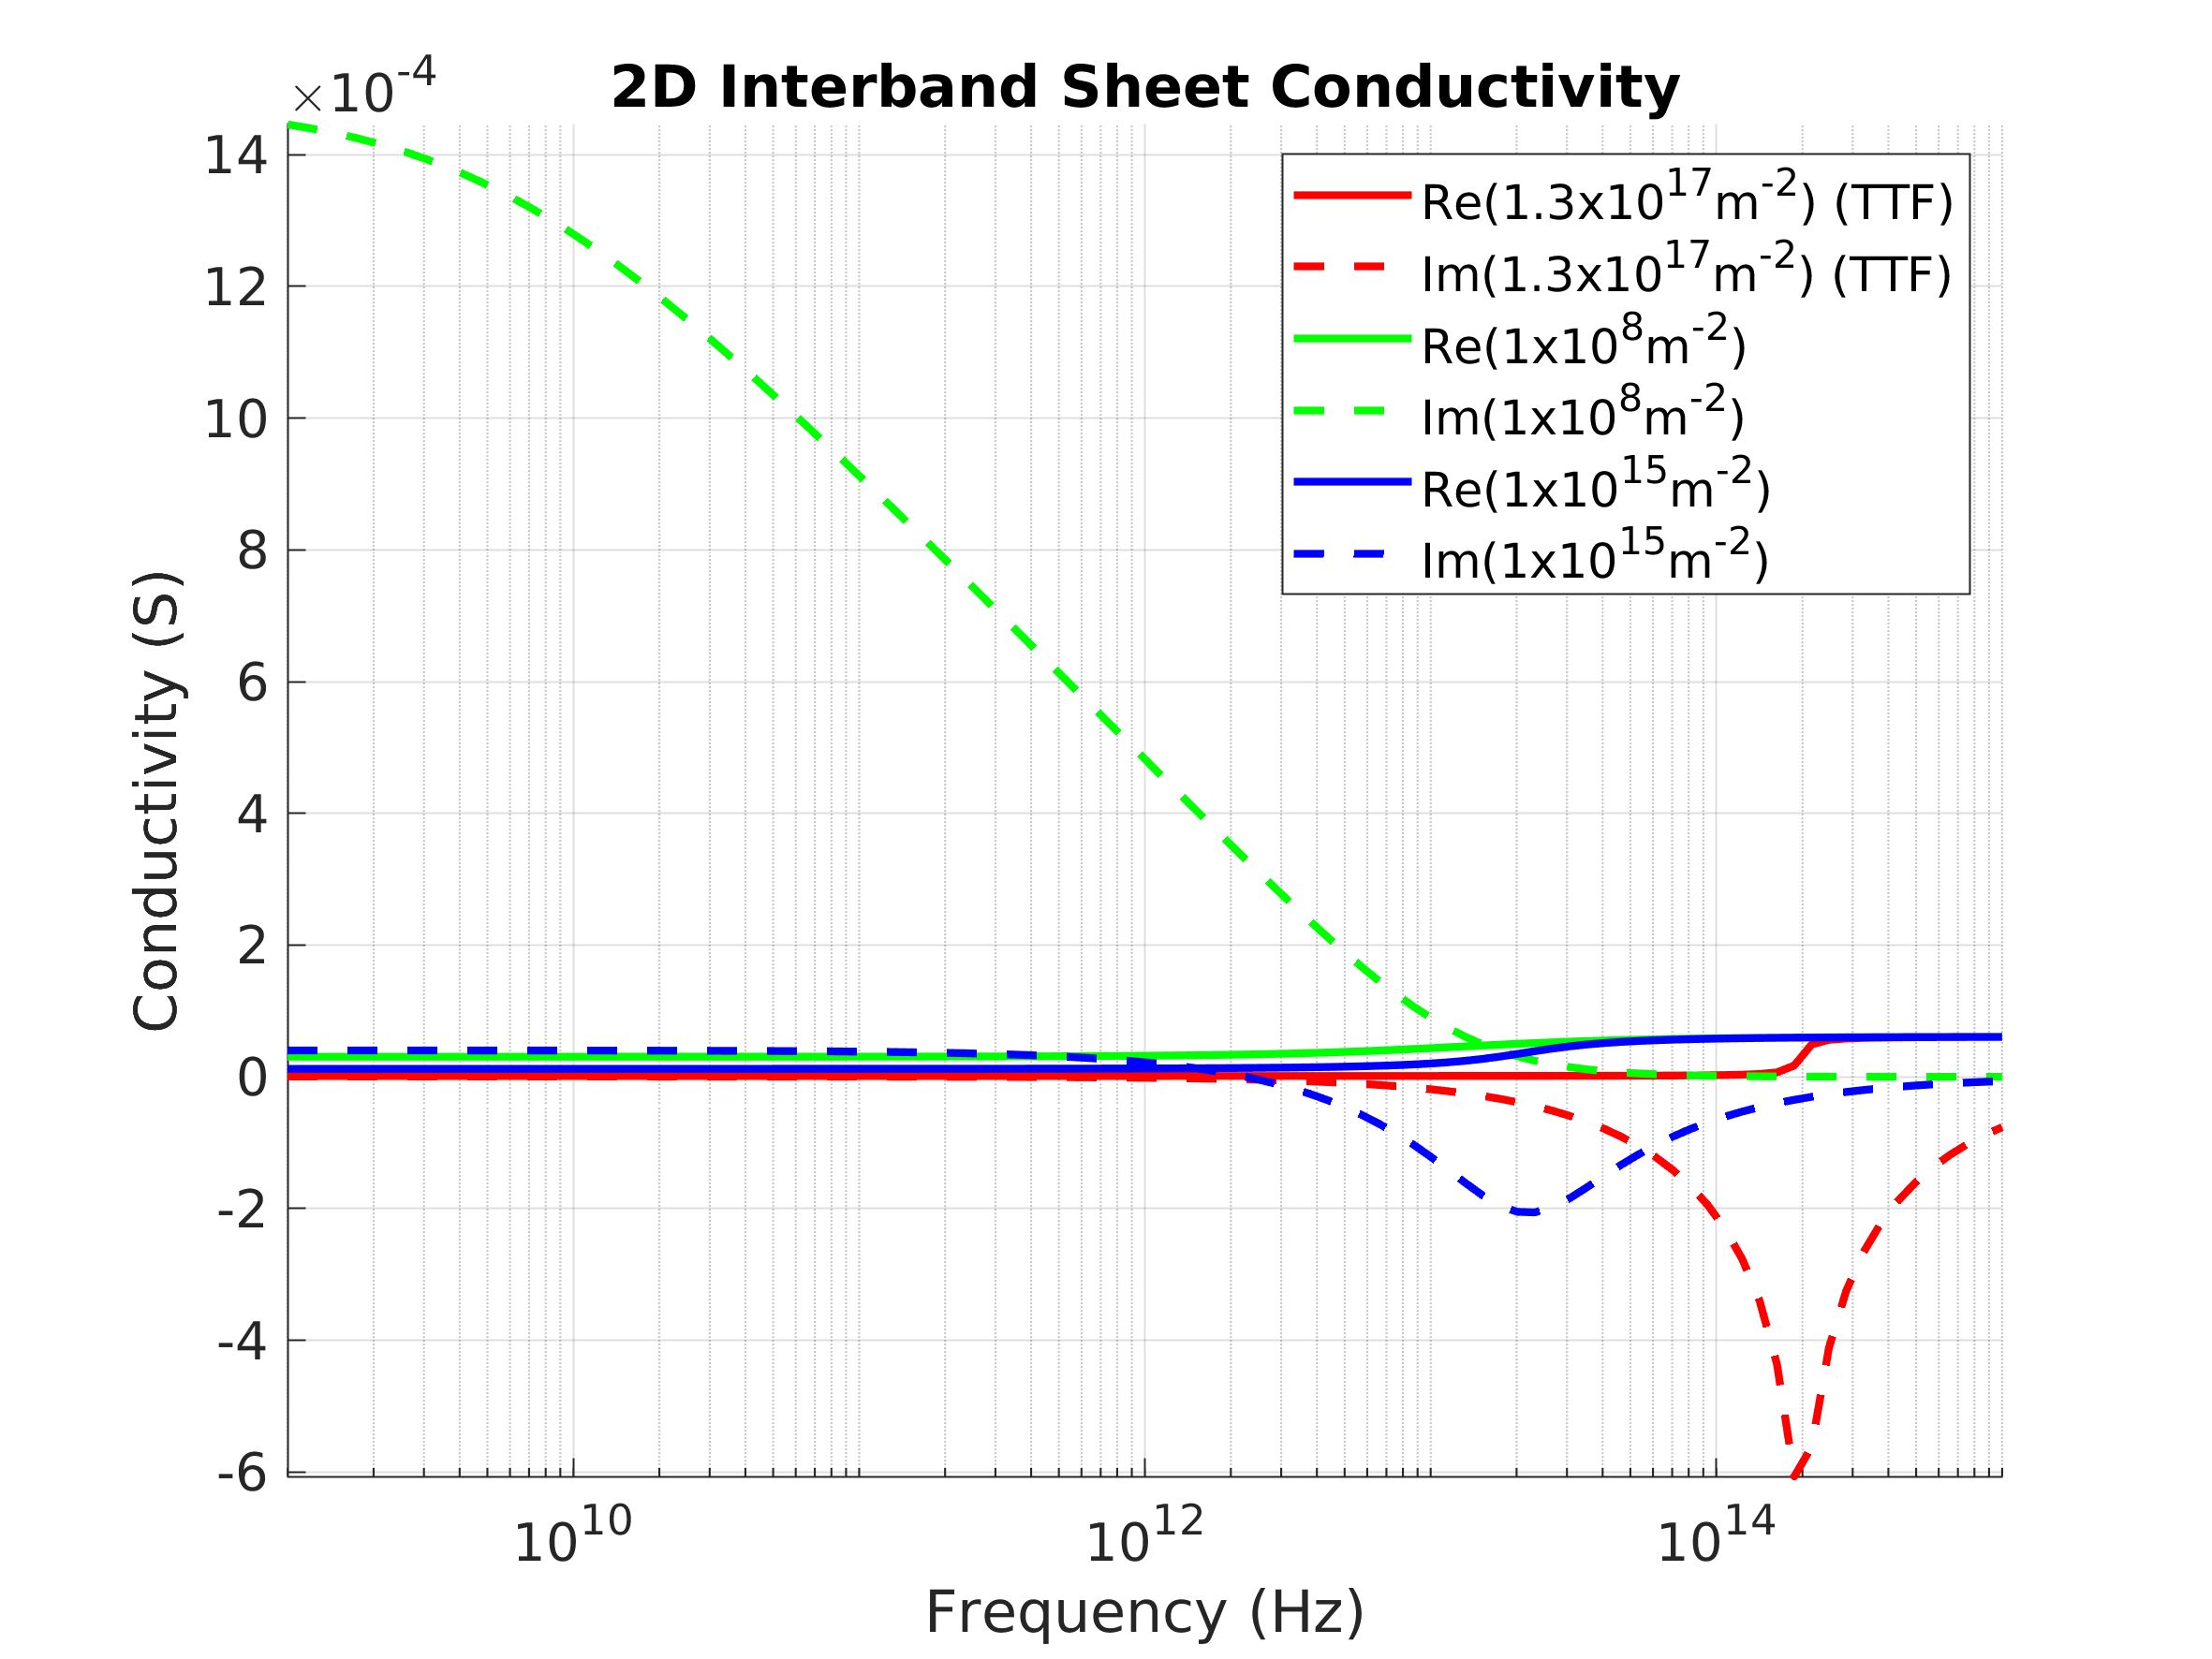 ×10⁻⁴
2D Interband Sheet Conductivity
14
12
10
8
6
4
2
0
-2
-4
-6
Conductivity (S)
Re(1.3x10¹⁷m⁻²) (TTF)
Im(1.3x10¹⁷m⁻²) (TTF)
Re(1x10⁸m⁻²)
Im(1x10⁸m⁻²)
Re(1x10¹⁵m⁻²)
Im(1x10¹⁵m⁻²)
10¹⁰ 10¹² 10¹⁴
Frequency (Hz)